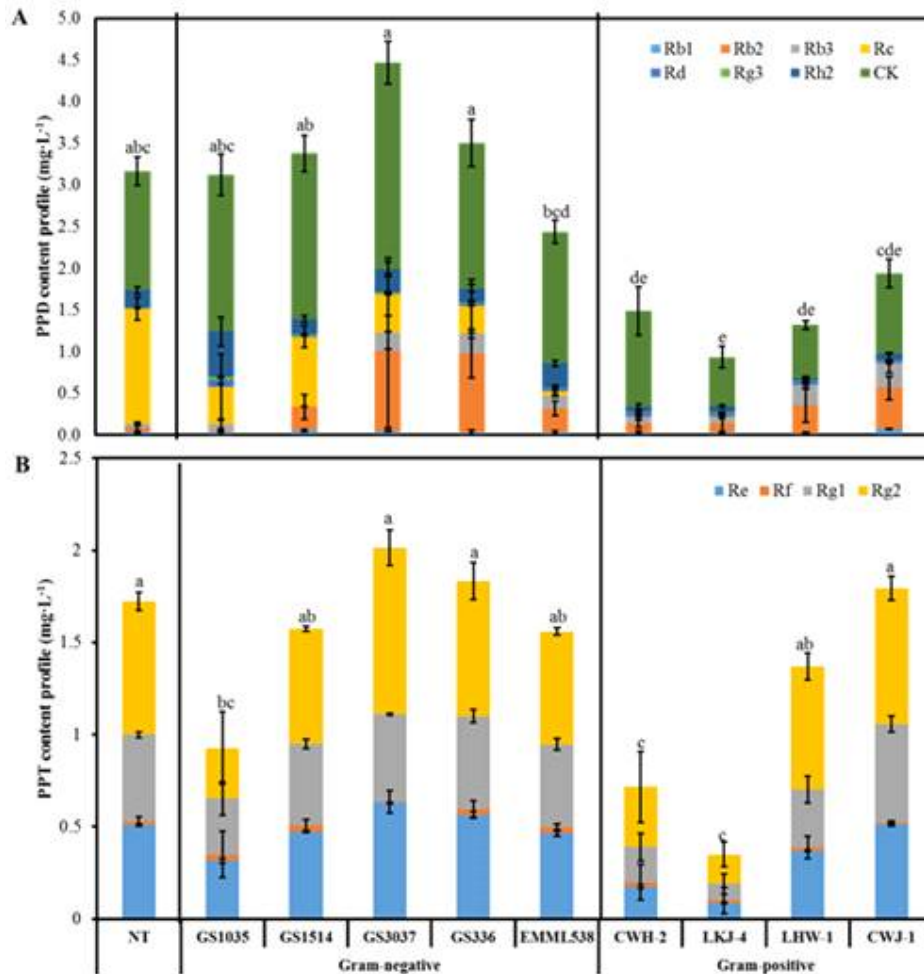 A
PPD content profile (mg·L⁻¹)
5.0
4.5
4.0
3.5
3.0
2.5
2.0
1.5
1.0
0.5
0.0
Rb1 Rb2 Rb3 Rc
Rd Rg3 Rh2 CK
abc
abc
ab
a
a
bcd
de
e
de
cde
B
PPT content profile (mg·L⁻¹)
2.5
2
1.5
1
0.5
0
Re Rf Rg1 Rg2
a
bc
ab
a
a
ab
c
c
ab
a
NT GS1035 GS1514 GS3037 GS336 EMML538 CWH-2 LKJ-4 LHW-1 CWJ-1
Gram-negative Gram-positive